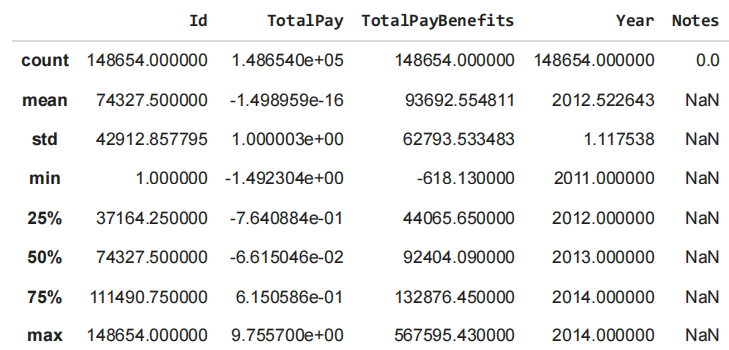 Id TotalPay TotalPayBenefits Year Notes
count 148654.000000 1.486540e+05 148654.000000 148654.000000 0.0
mean 74327.500000 -1.498959e-16 93692.554811 2012.522643 NaN
std 42912.857795 1.000003e+00 62793.533483 1.117538 NaN
min 1.000000 -1.492304e+00 -618.130000 2011.000000 NaN
25% 37164.250000 -7.640884e-01 44065.650000 2012.000000 NaN
50% 74327.500000 -6.615046e-02 92404.090000 2013.000000 NaN
75% 111490.750000 6.150586e-01 132876.450000 2014.000000 NaN
max 148654.000000 9.755700e+00 567595.430000 2014.000000 NaN